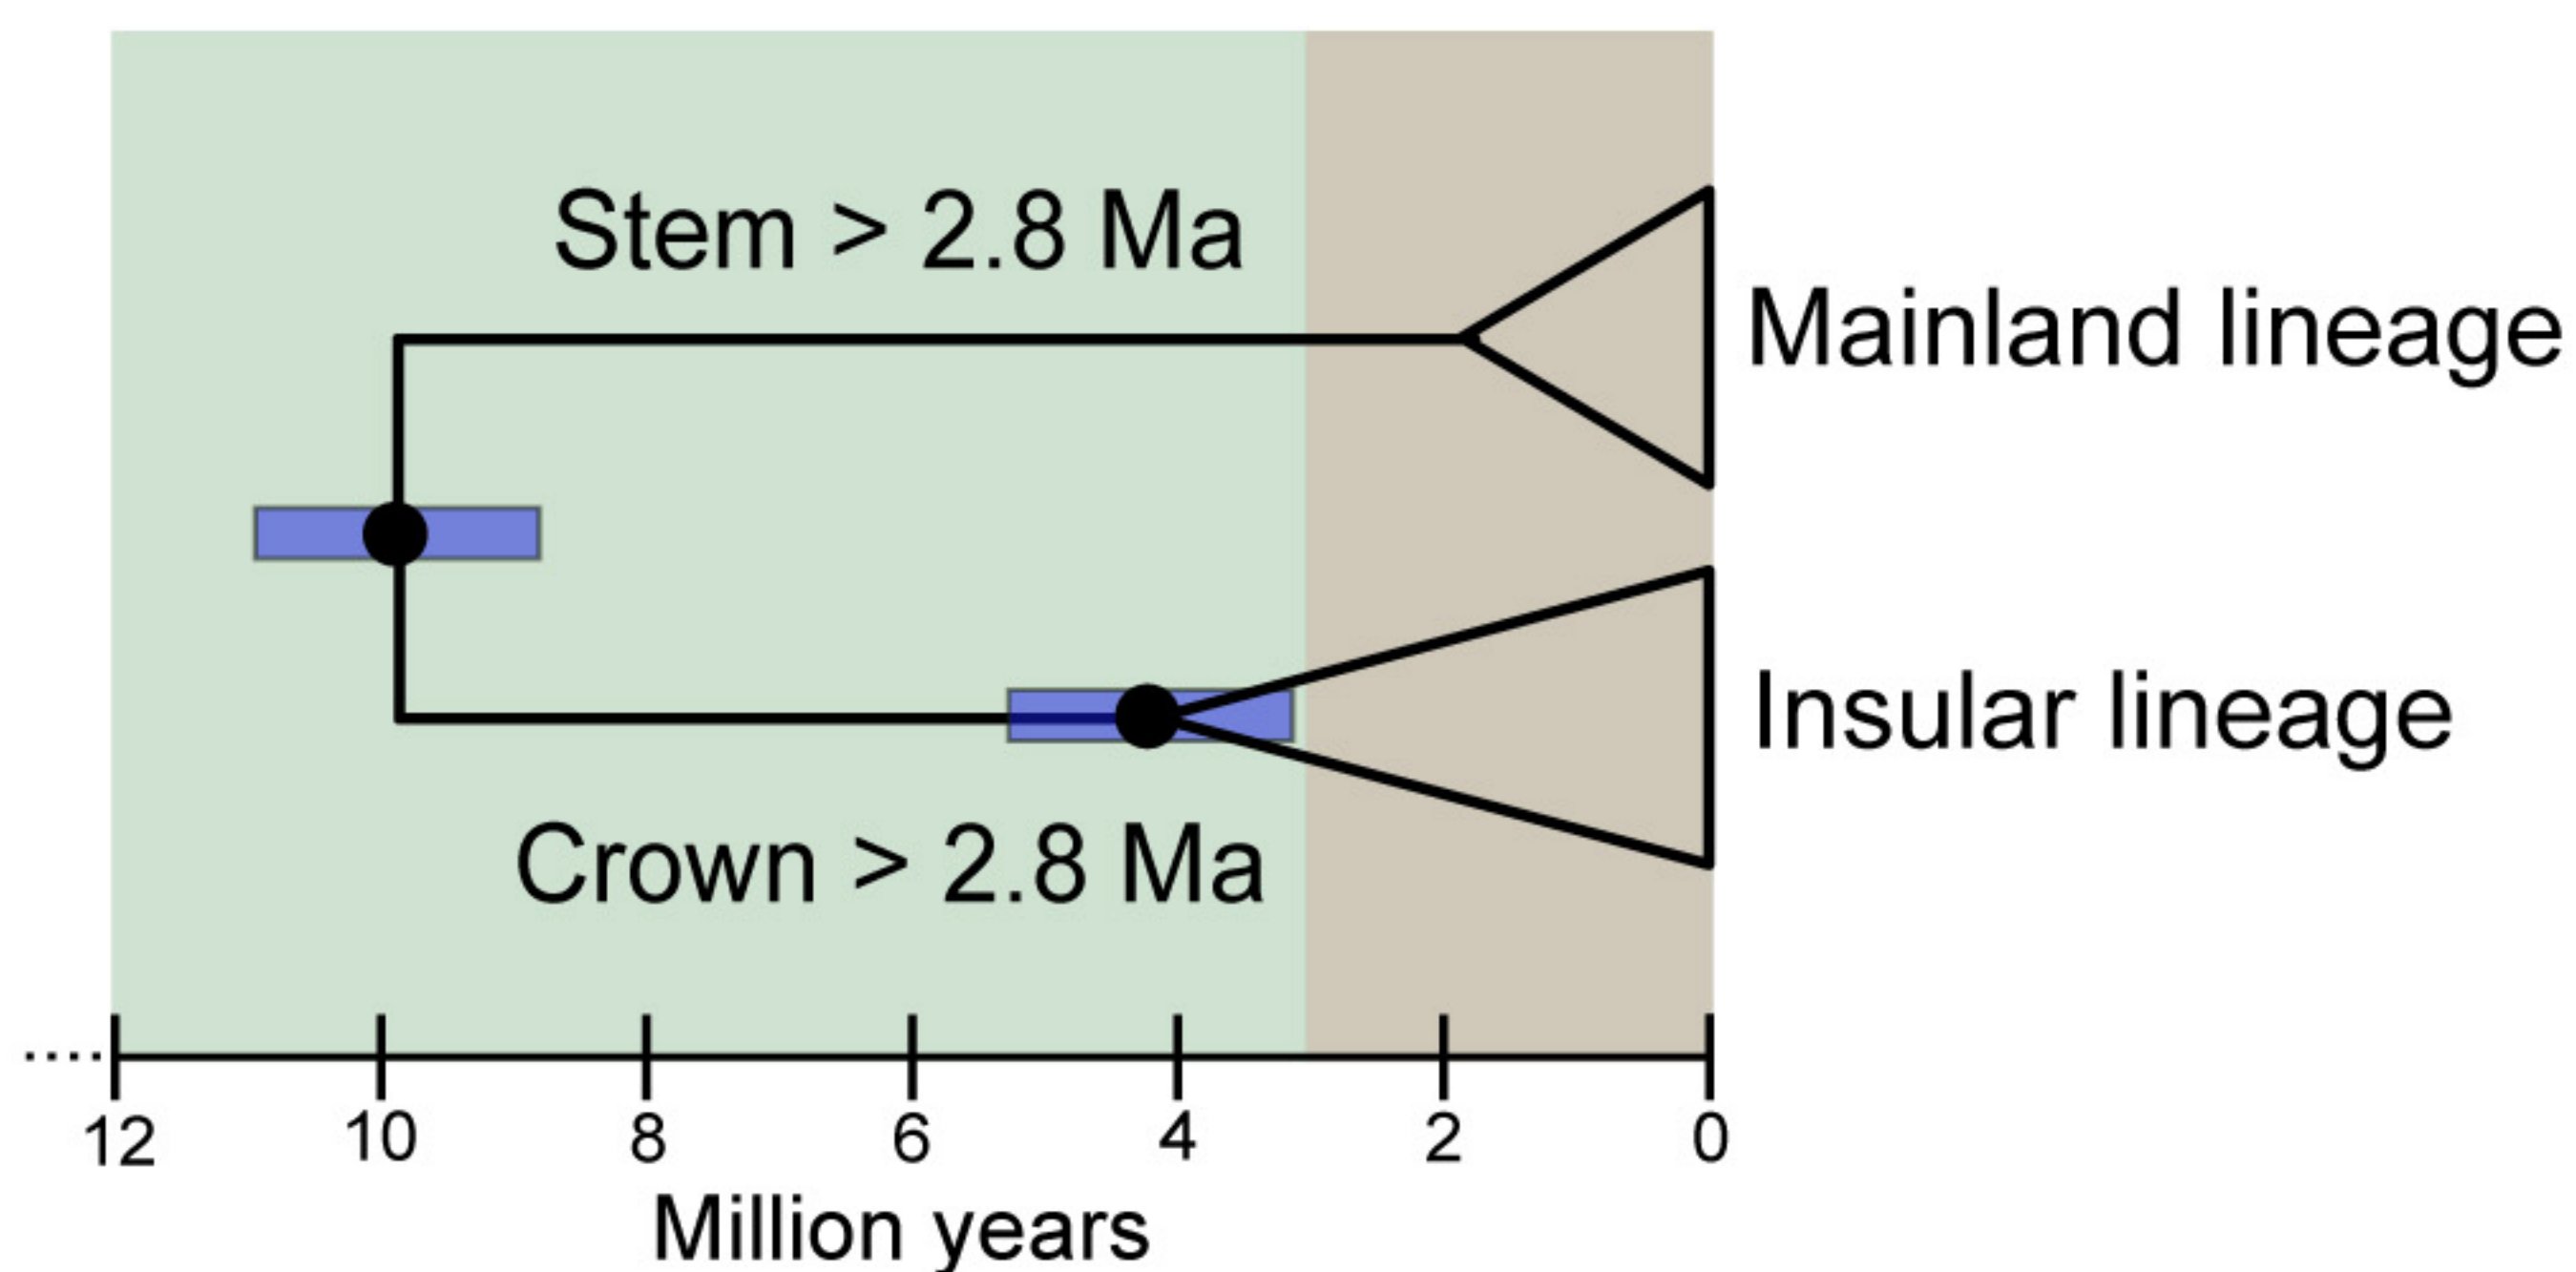 Stem > 2.8 Ma
Mainland lineage
Insular lineage
Crown > 2.8 Ma
12 10 8 6 4 2 0
Million years